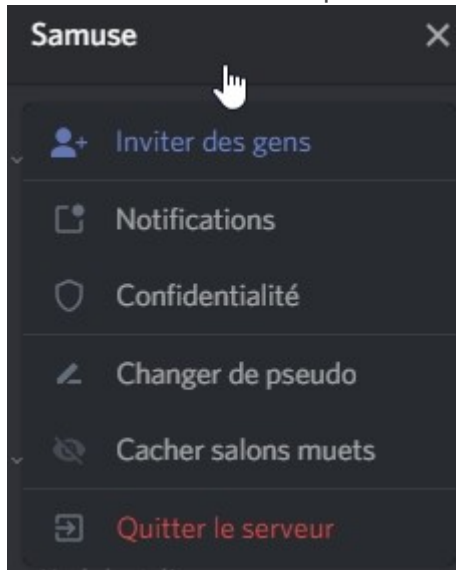 Samuse
Inviter des gens
Notifications
Confidentialité
Changer de pseudo
Cacher salons muets
Quitter le serveur